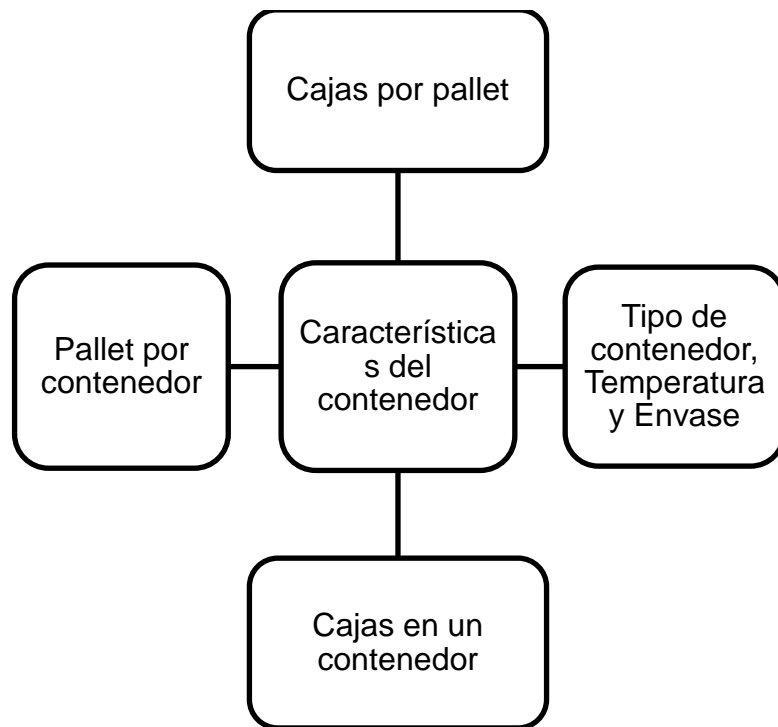 Cajas por pallet
Pallet por
contenedor
Característica
s del
contenedor
Tipo de
contenedor,
Temperatura
y Envase
Cajas en un
contenedor